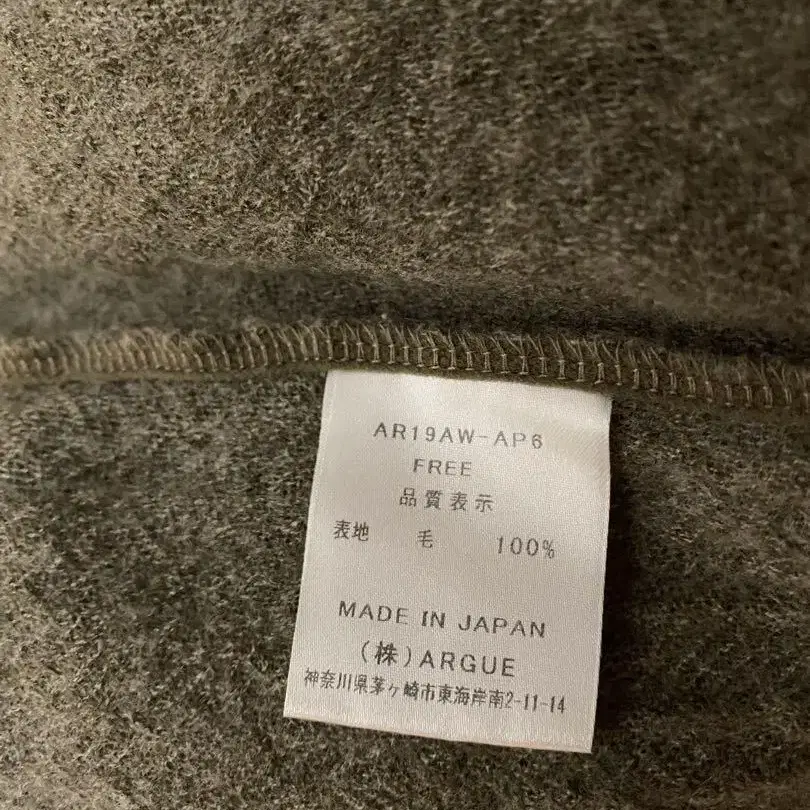 AR19AW-AP6
FREE
品質表示
表地 毛 100%
MADE IN JAPAN
(株)ARGUE
神奈川県茅ヶ崎市東海岸南2-11-14